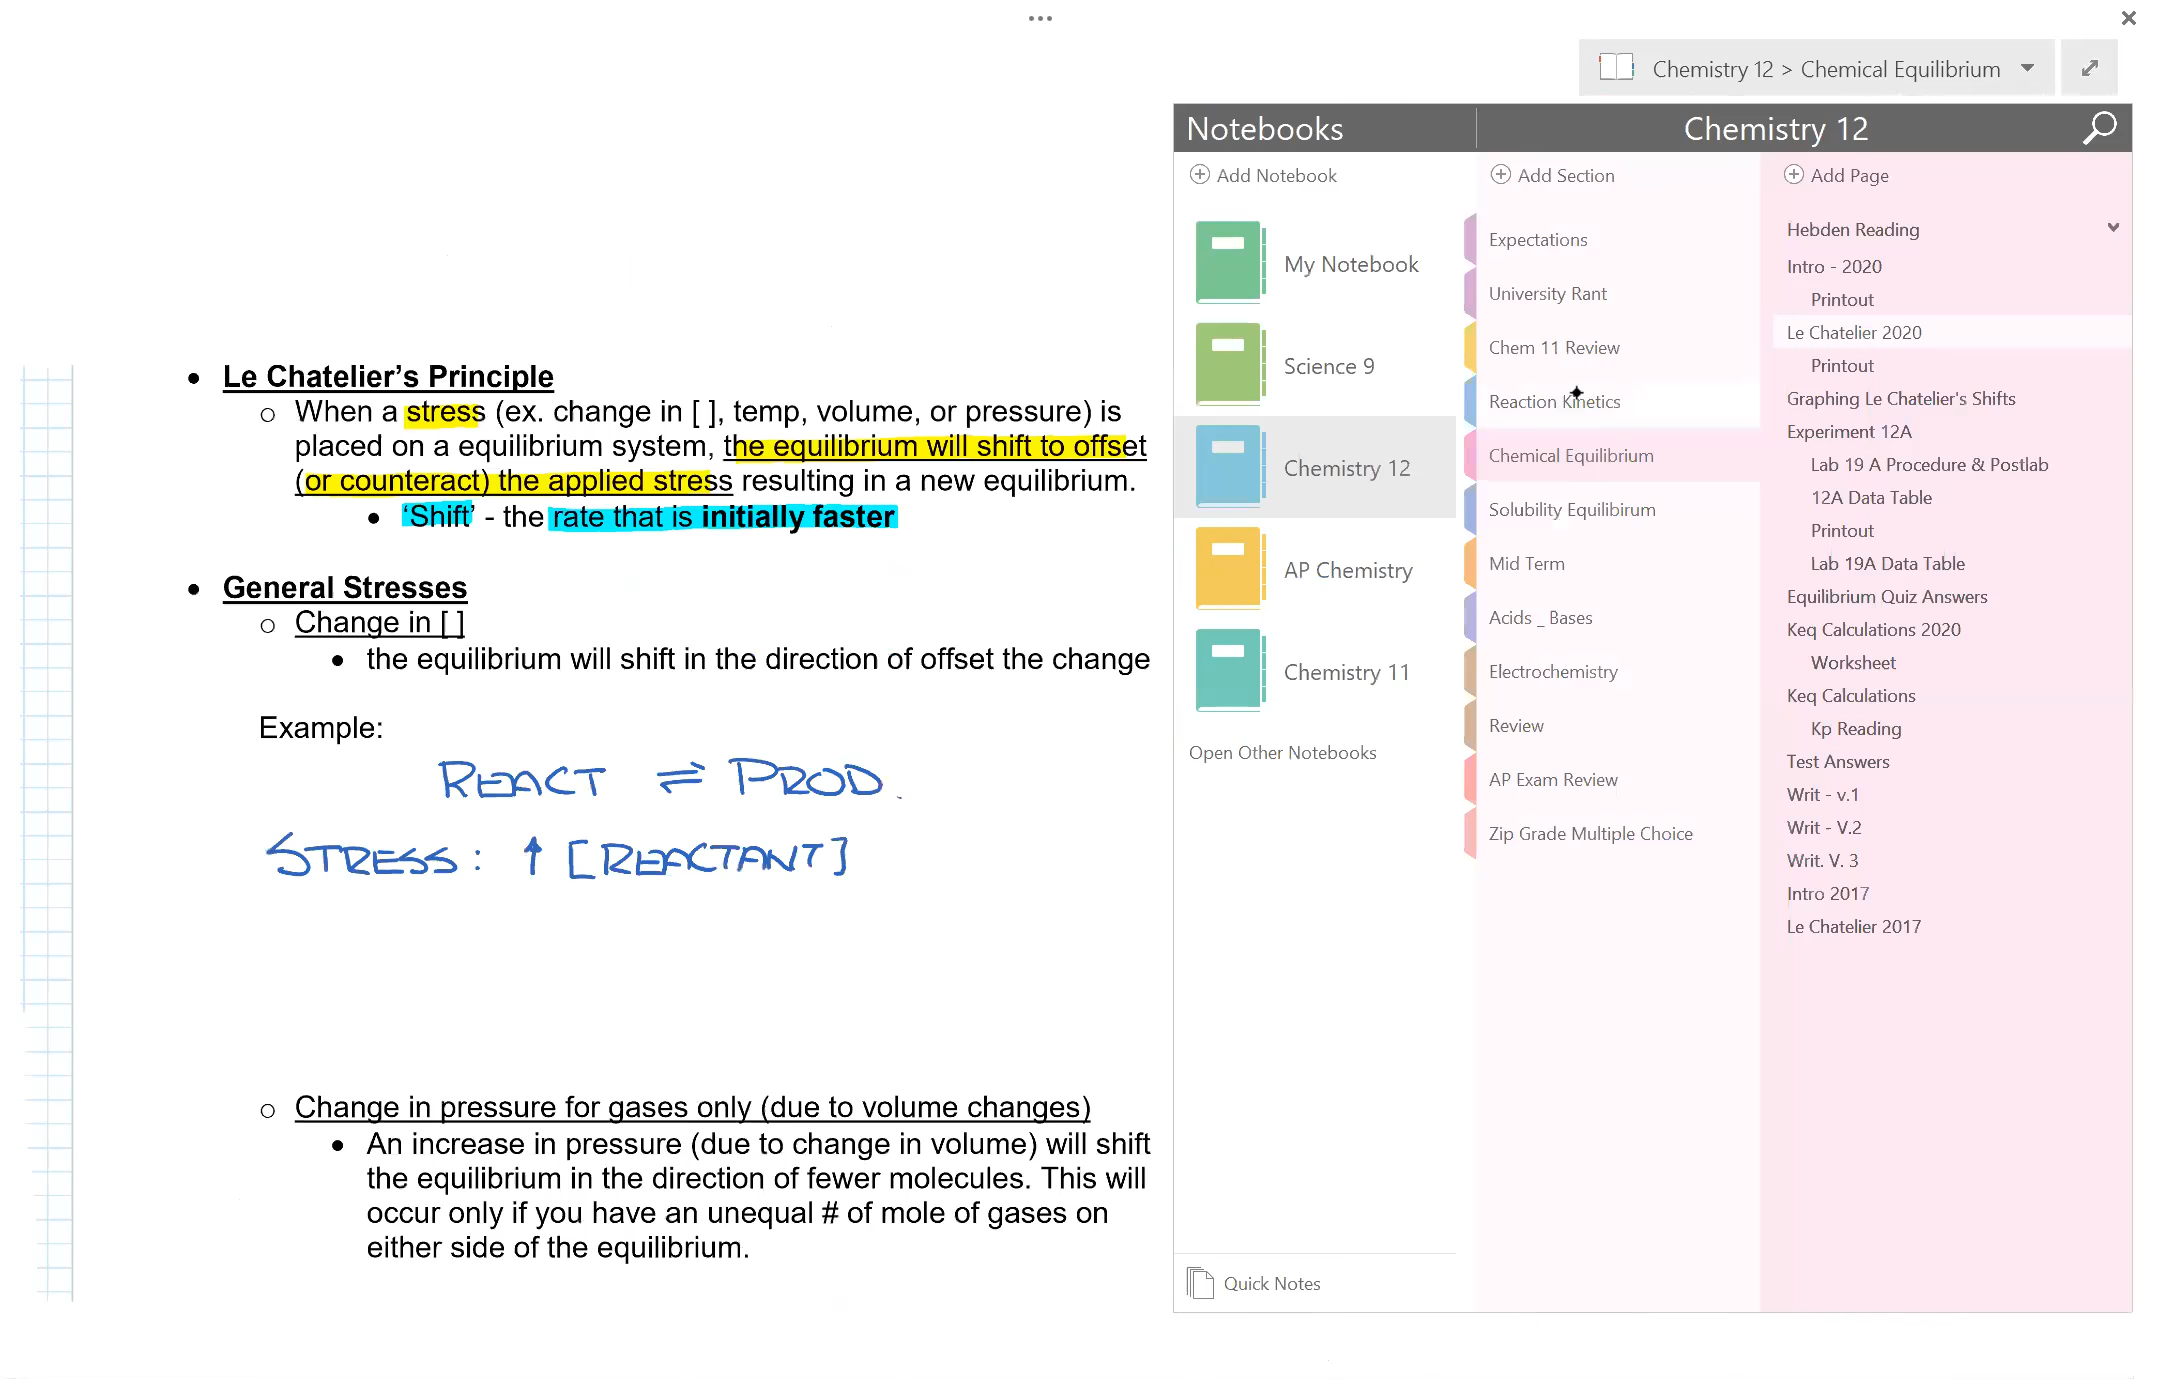 Chemistry 12 > Chemical Equilibrium
Notebooks
Chemistry 12
Add Notebook
My Notebook
Science 9
Chemistry 12
AP Chemistry
Chemistry 11
Open Other Notebooks
Quick Notes
Add Section
Expectations
University Rant
Chem 11 Review
Reaction Kinetics
Chemical Equilibrium
Solubility Equilibirum
Mid Term
Acids _ Bases
Electrochemistry
Review
AP Exam Review
Zip Grade Multiple Choice
Add Page
Hebden Reading
Intro - 2020
Printout
Le Chatelier 2020
Printout
Graphing Le Chatelier's Shifts
Experiment 12A
Lab 19 A Procedure & Postlab
12A Data Table
Printout
Lab 19A Data Table
Equilibrium Quiz Answers
Keq Calculations 2020
Worksheet
Keq Calculations
Kp Reading
Test Answers
Writ - v.1
Writ - V.2
Writ. V. 3
Intro 2017
Le Chatelier 2017
• Le Chatelier’s Principle
o When a stress (ex. change in [ ], temp, volume, or pressure) is
placed on a equilibrium system, the equilibrium will shift to offset
(or counteract) the applied stress resulting in a new equilibrium.
• ‘Shift’ - the rate that is initially faster
• General Stresses
o Change in [ ]
• the equilibrium will shift in the direction of offset the change
Example:
REACT ⇌ PROD.
STRESS: ↑ [REACTANT]
o Change in pressure for gases only (due to volume changes)
• An increase in pressure (due to change in volume) will shift
the equilibrium in the direction of fewer molecules. This will
occur only if you have an unequal # of mole of gases on
either side of the equilibrium.